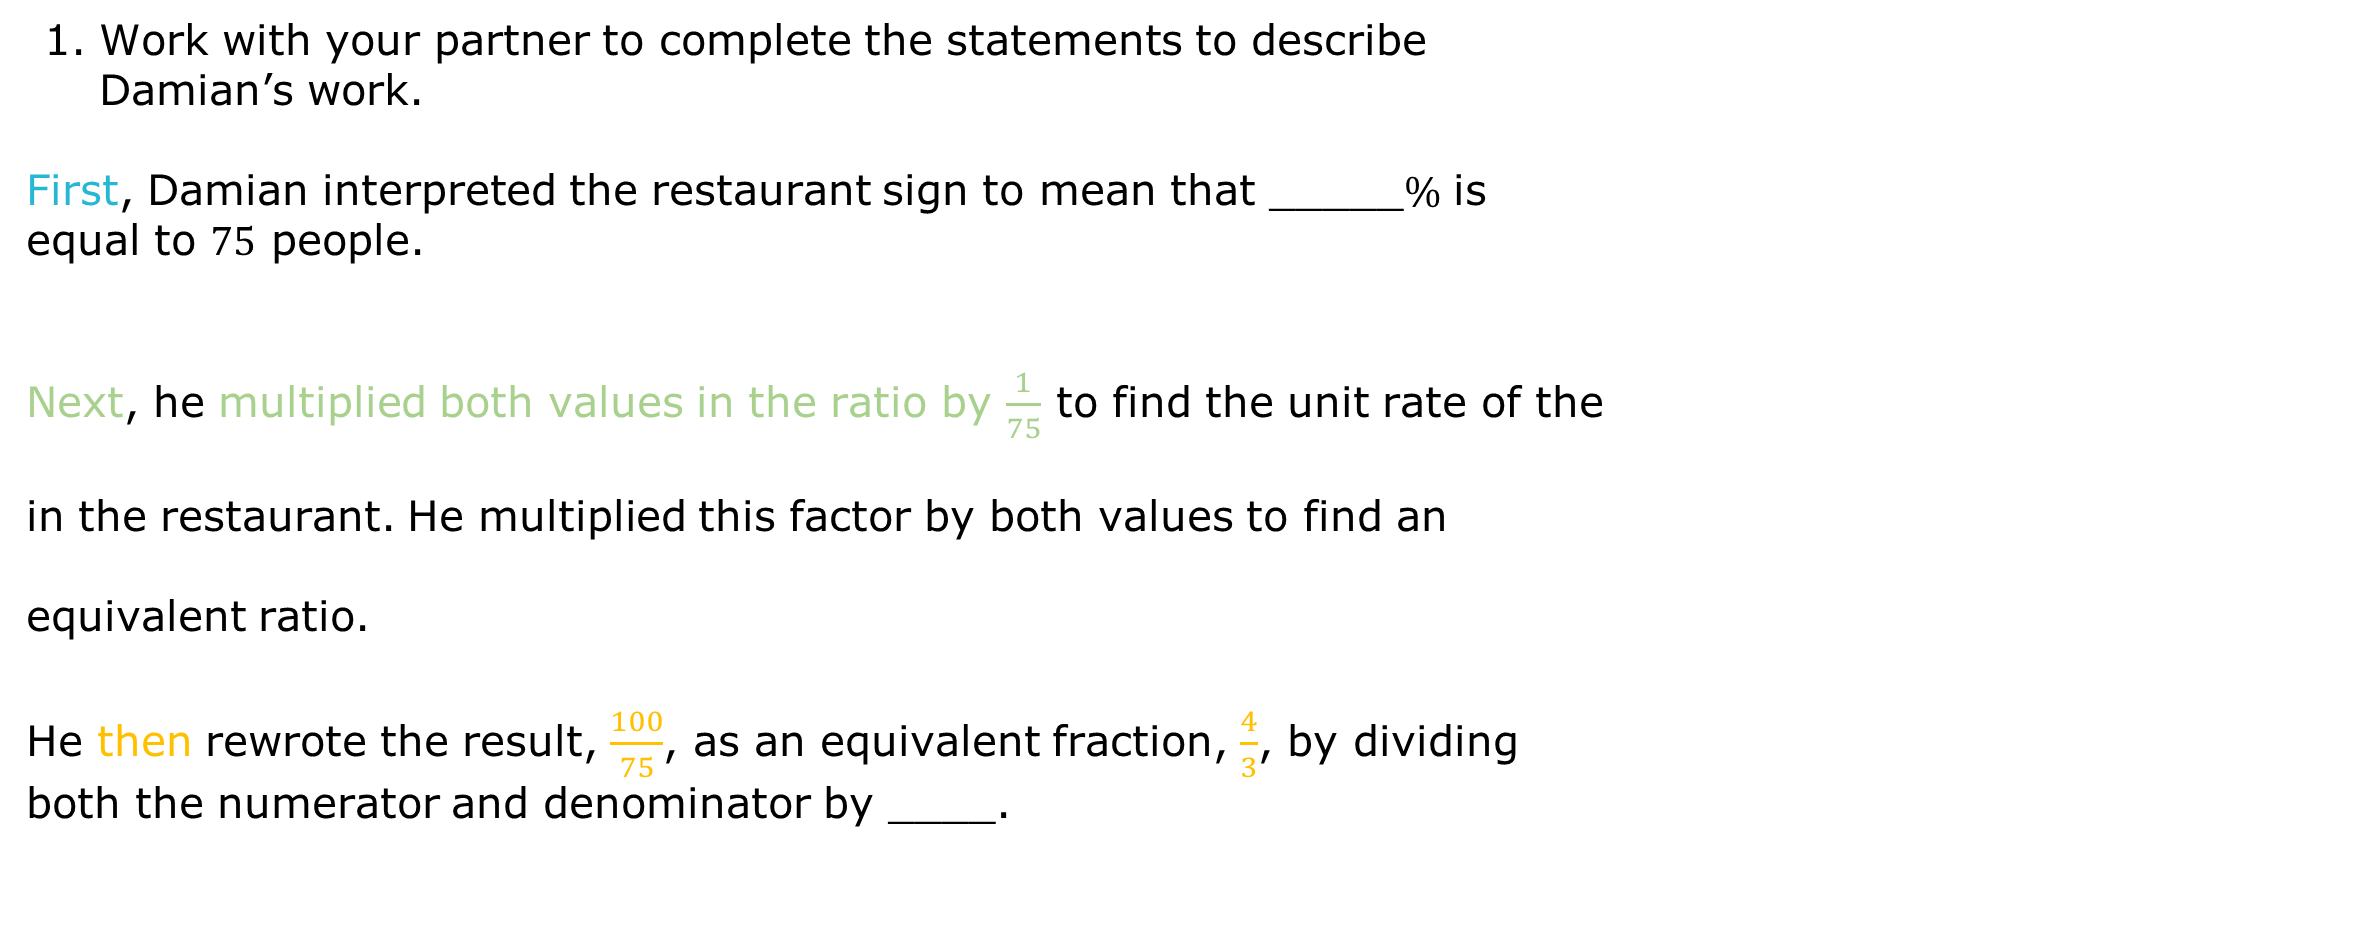 1. Work with your partner to complete the statements to describe
Damian’s work.
First, Damian interpreted the restaurant sign to mean that _____% is
equal to 75 people.
Next, he multiplied both values in the ratio by 1/75 to find the unit rate of the
in the restaurant. He multiplied this factor by both values to find an
equivalent ratio.
He then rewrote the result, 100/75, as an equivalent fraction, 4/3, by dividing
both the numerator and denominator by ____.